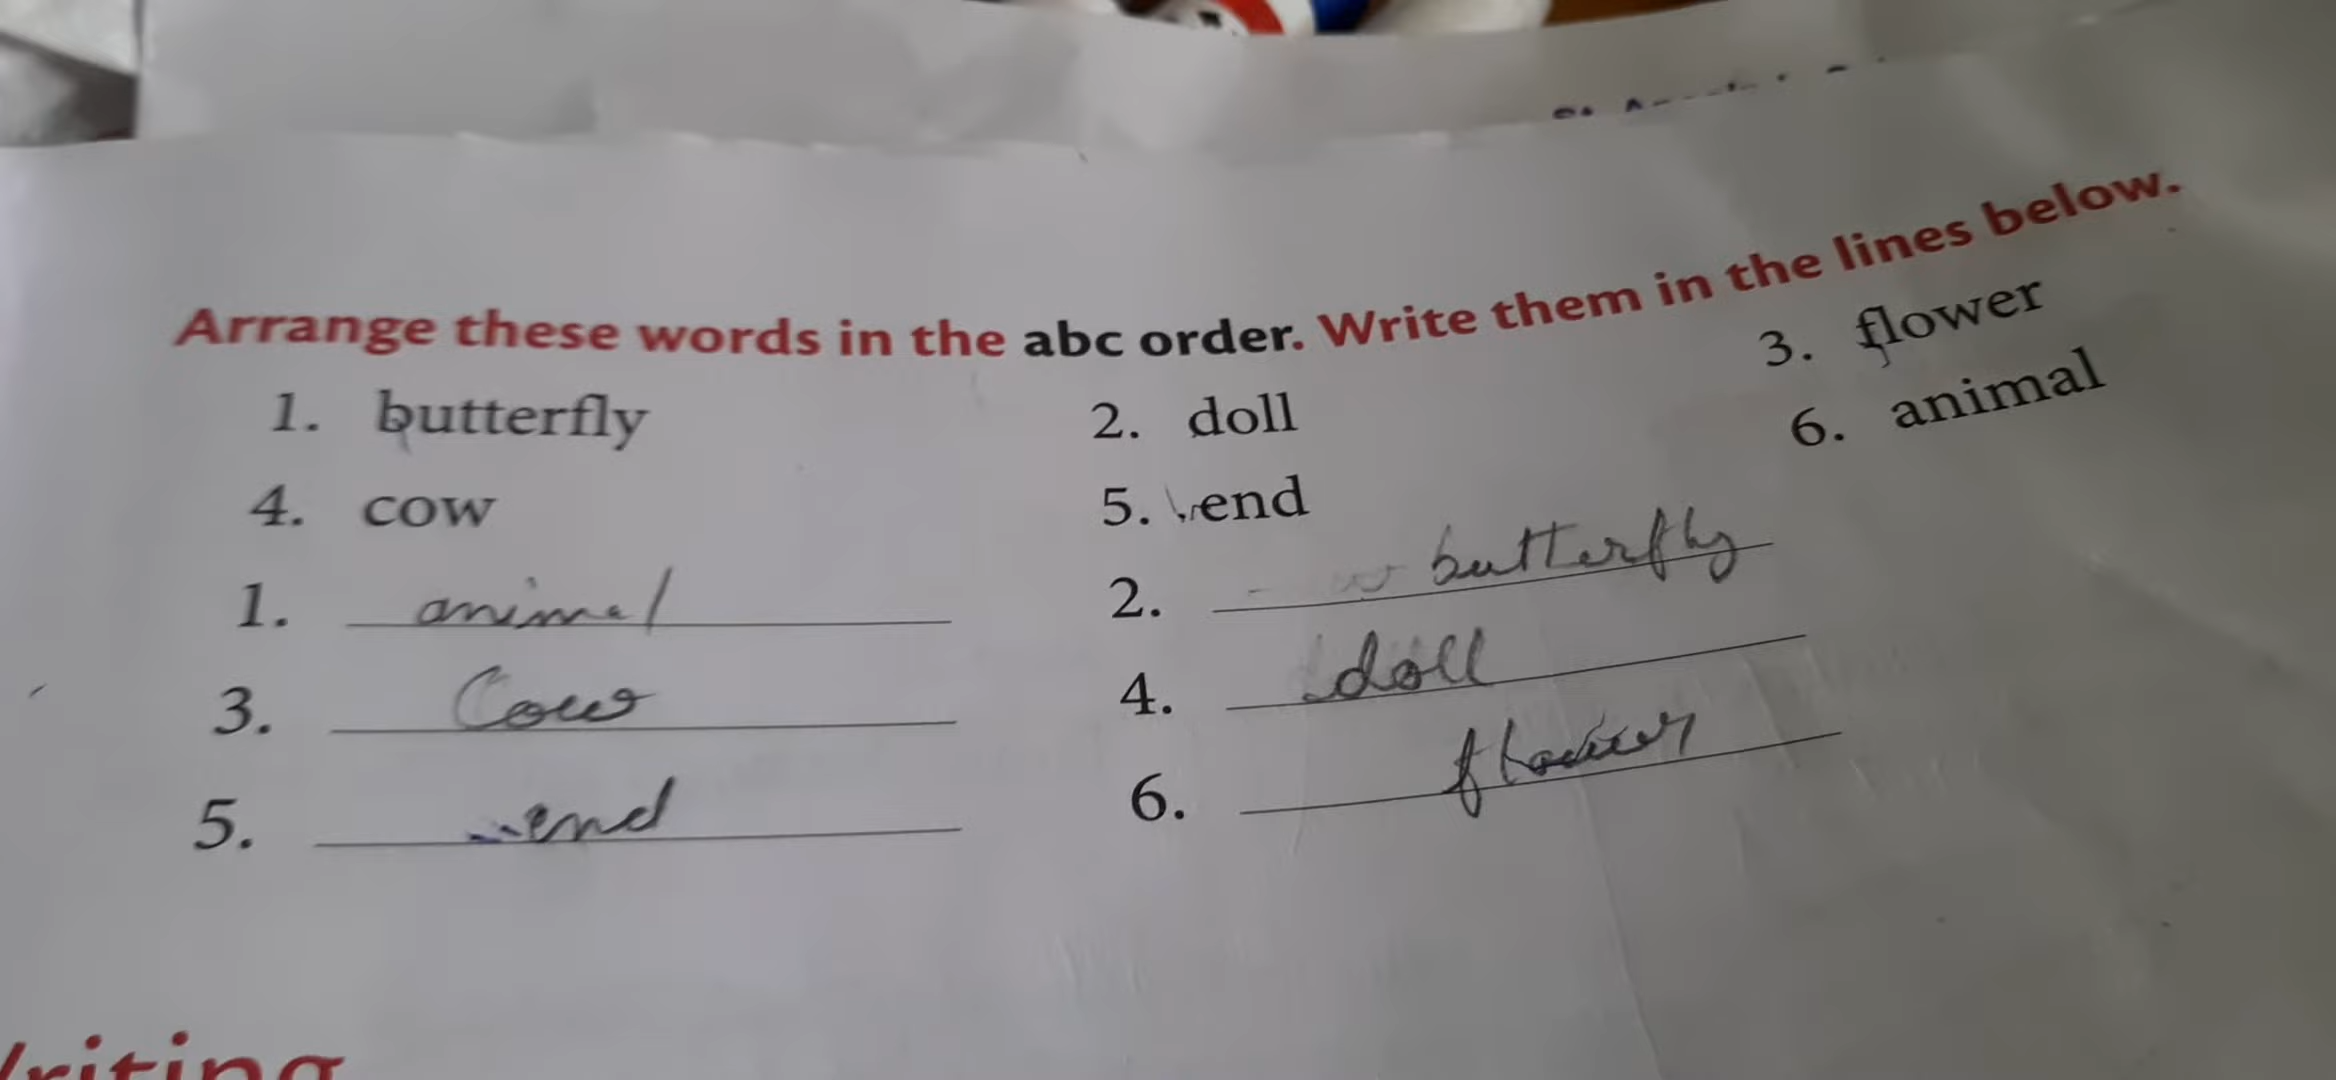 Arrange these words in the abc order. Write them in the lines below.
1. butterfly 2. doll 3. flower
4. cow 5. end 6. animal
1. animal 2. butterfly
3. Cow 4. doll
5. end 6. flower